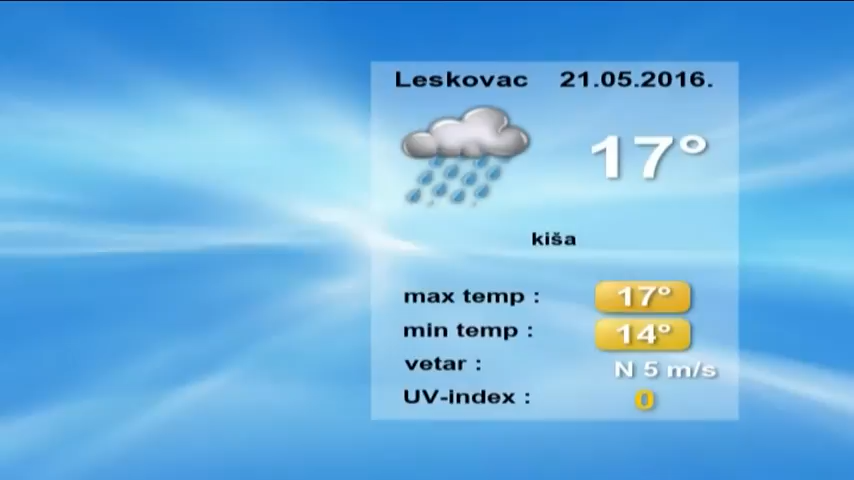 Leskovac 21.05.2016.
17°
kiša
max temp : 17°
min temp : 14°
vetar : N 5 m/s
UV-index : 0